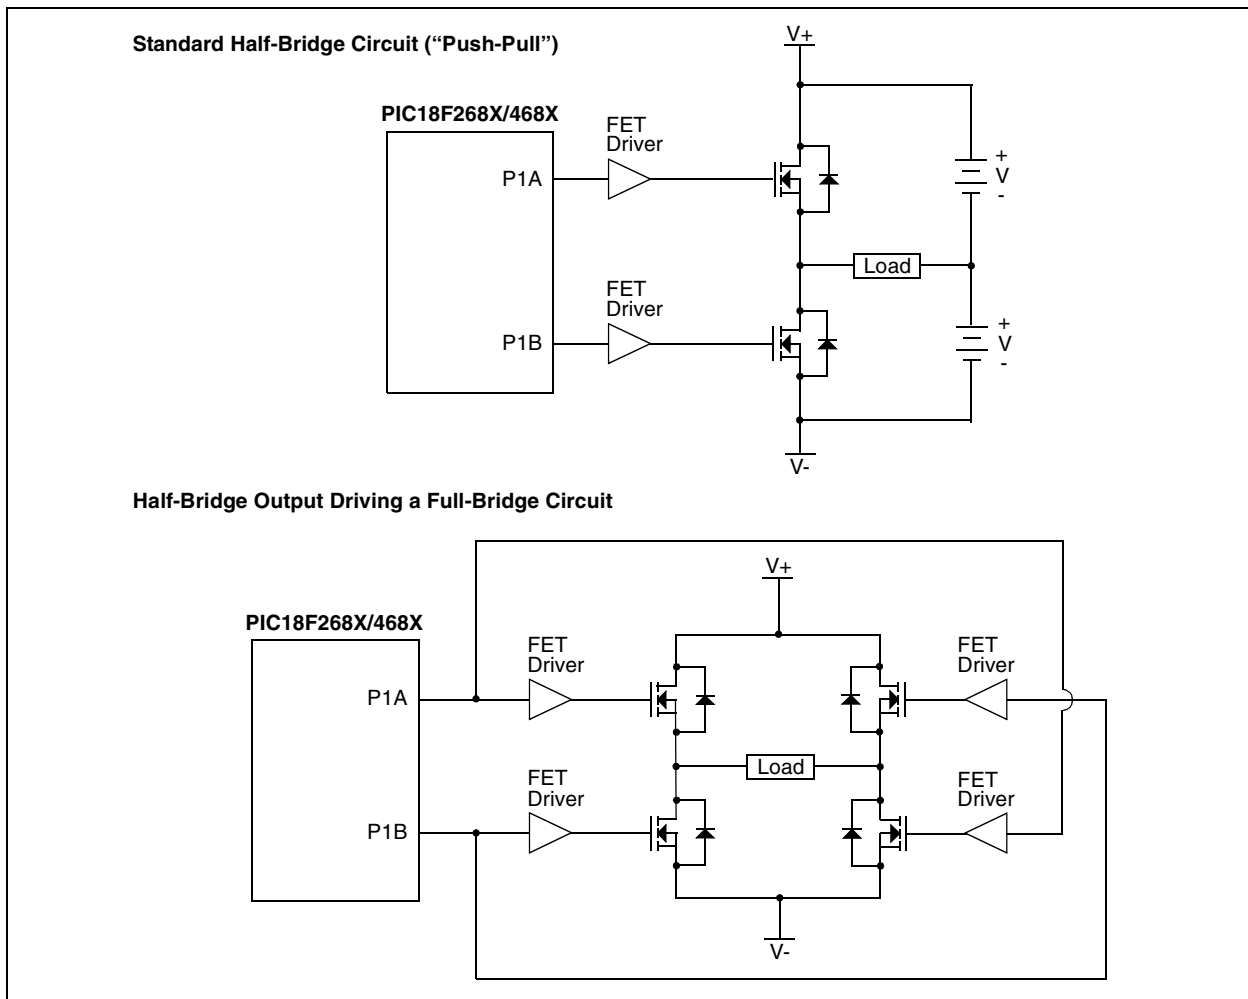 Standard Half-Bridge Circuit (“Push-Pull”)
V+
PIC18F268X/468X
FET
Driver
P1A
+
V
-
Load
FET
Driver
P1B
+
V
-
V-
Half-Bridge Output Driving a Full-Bridge Circuit
V+
PIC18F268X/468X
FET
Driver
FET
Driver
P1A
Load
FET
Driver
FET
Driver
P1B
V-